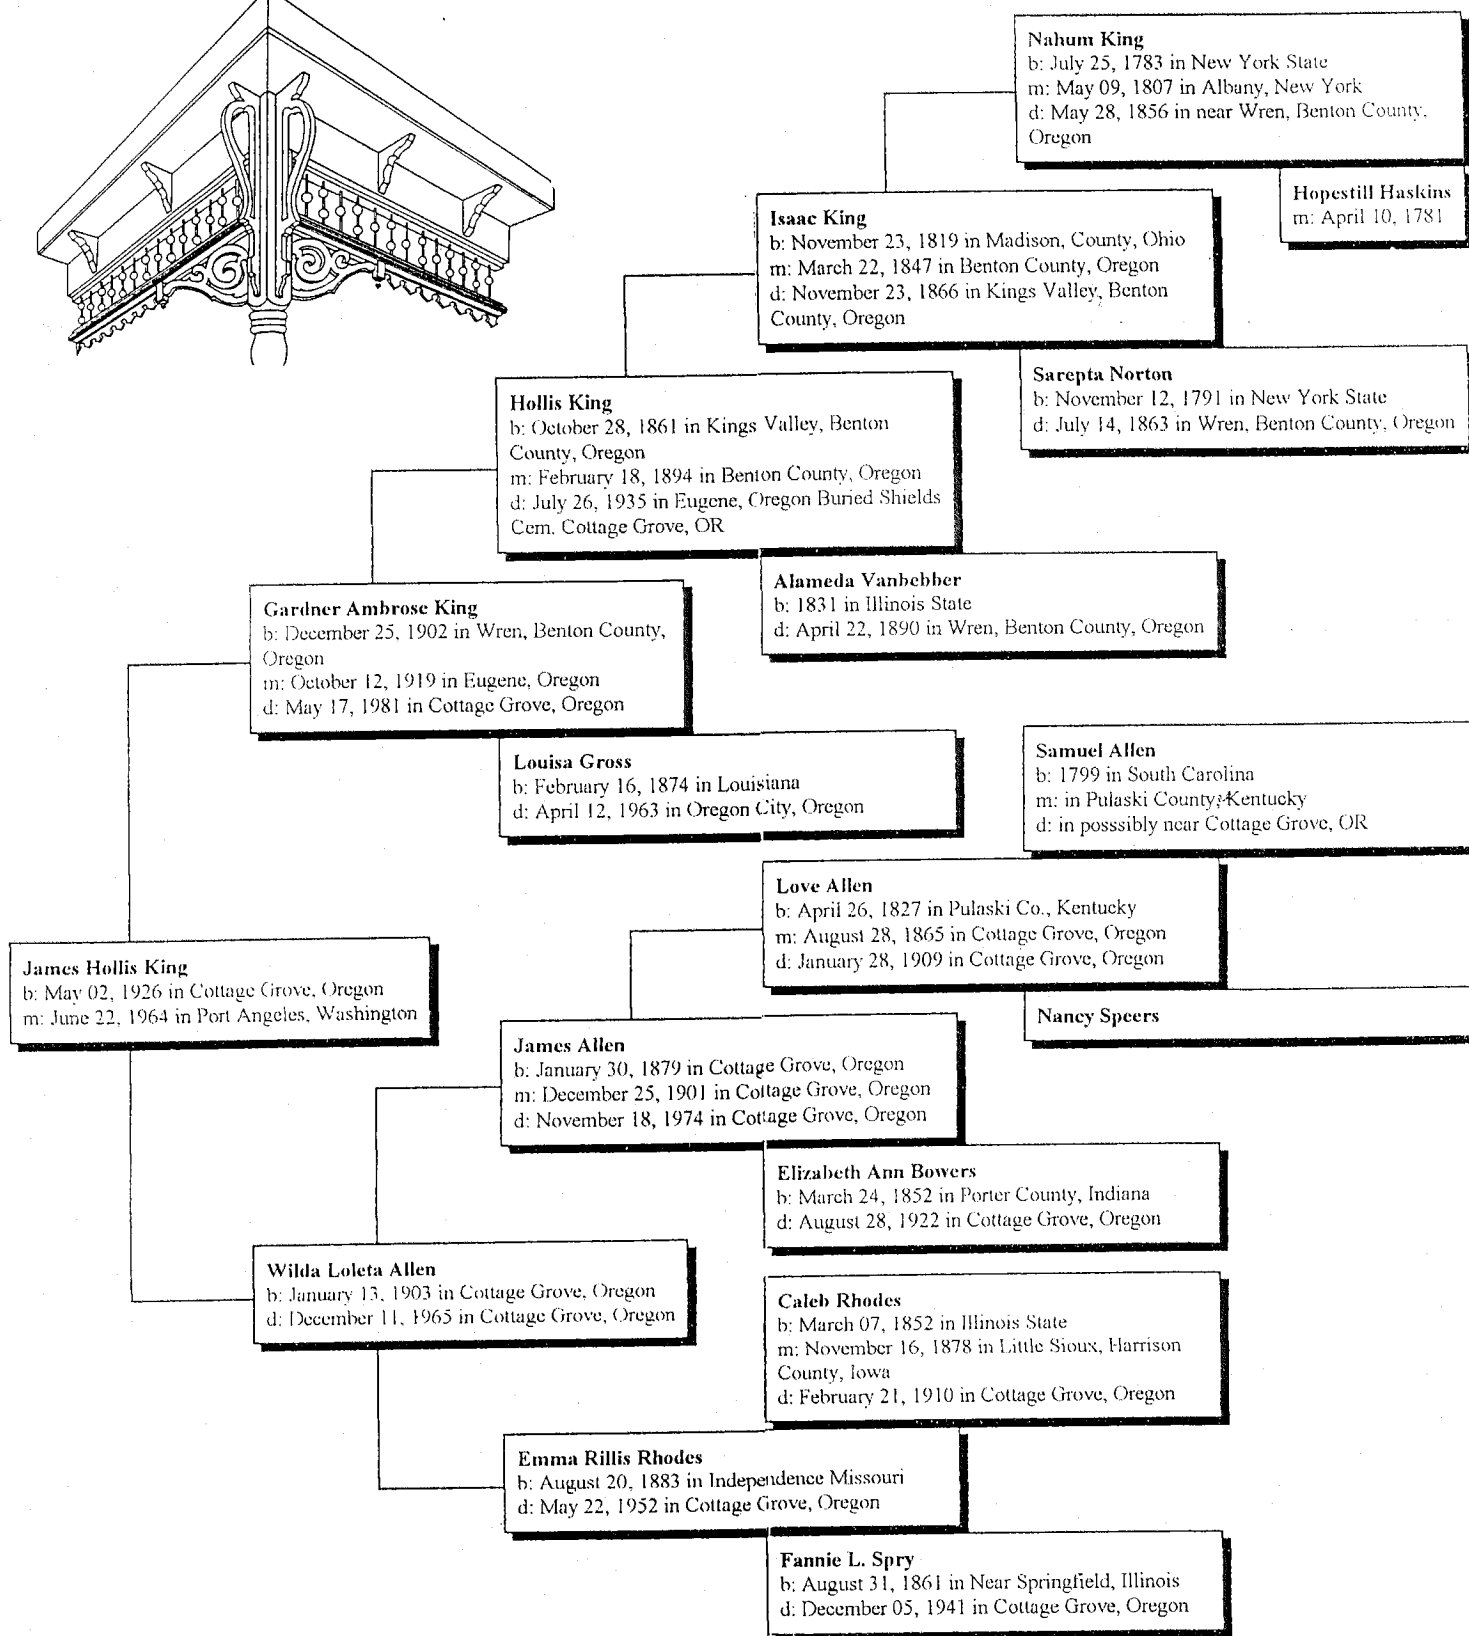 Nahum King
b: July 25, 1783 in New York State
m: May 09, 1807 in Albany, New York
d: May 28, 1856 in near Wren, Benton County,
Oregon
Hopestill Haskins
m: April 10, 1781
Isaac King
b: November 23, 1819 in Madison, County, Ohio
m: March 22, 1847 in Benton County, Oregon
d: November 23, 1866 in Kings Valley, Benton
County, Oregon
Sarepta Norton
b: November 12, 1791 in New York State
d: July 14, 1863 in Wren, Benton County, Oregon
Hollis King
b: October 28, 1861 in Kings Valley, Benton
County, Oregon
m: February 18, 1894 in Benton County, Oregon
d: July 26, 1935 in Eugene, Oregon Buried Shields
Cem. Cottage Grove, OR
Alameda Vanbebber
b: 1831 in Illinois State
d: April 22, 1890 in Wren, Benton County, Oregon
Gardner Ambrose King
b: December 25, 1902 in Wren, Benton County,
Oregon
m: October 12, 1919 in Eugene, Oregon
d: May 17, 1981 in Cottage Grove, Oregon
Louisa Gross
b: February 16, 1874 in Louisiana
d: April 12, 1963 in Oregon City, Oregon
Samuel Allen
b: 1799 in South Carolina
m: in Pulaski County, Kentucky
d: in posssibly near Cottage Grove, OR
Love Allen
b: April 26, 1827 in Pulaski Co., Kentucky
m: August 28, 1865 in Cottage Grove, Oregon
d: January 28, 1909 in Cottage Grove, Oregon
Nancy Speers
James Hollis King
b: May 02, 1926 in Cottage Grove, Oregon
m: June 22, 1964 in Port Angeles, Washington
James Allen
b: January 30, 1879 in Cottage Grove, Oregon
m: December 25, 1901 in Cottage Grove, Oregon
d: November 18, 1974 in Cottage Grove, Oregon
Elizabeth Ann Bowers
b: March 24, 1852 in Porter County, Indiana
d: August 28, 1922 in Cottage Grove, Oregon
Wilda Loleta Allen
b: January 13, 1903 in Cottage Grove, Oregon
d: December 11, 1965 in Cottage Grove, Oregon
Caleb Rhodes
b: March 07, 1852 in Illinois State
m: November 16, 1878 in Little Sioux, Harrison
County, Iowa
d: February 21, 1910 in Cottage Grove, Oregon
Emma Rillis Rhodes
b: August 20, 1883 in Independence Missouri
d: May 22, 1952 in Cottage Grove, Oregon
Fannie L. Spry
b: August 31, 1861 in Near Springfield, Illinois
d: December 05, 1941 in Cottage Grove, Oregon